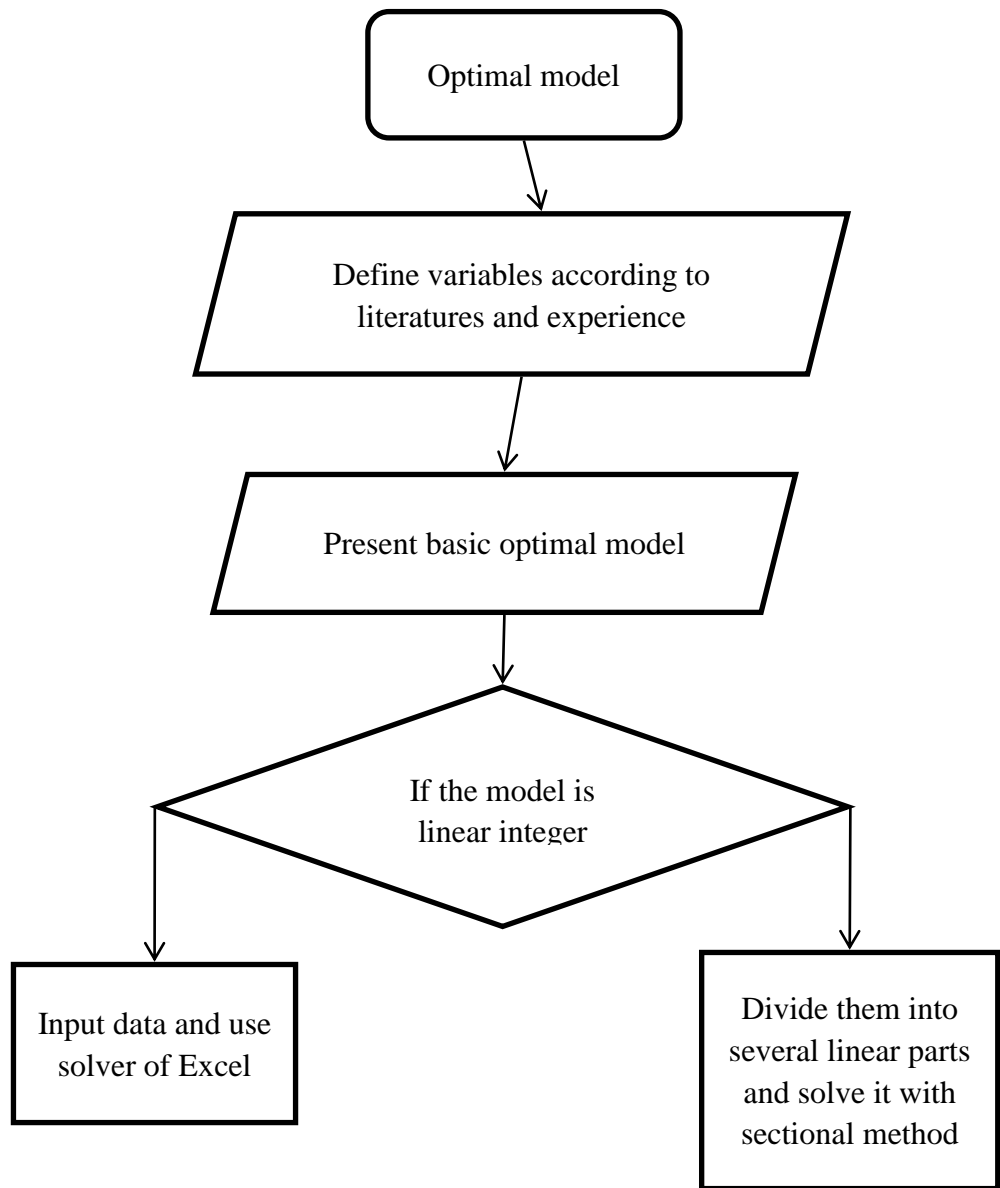 Optimal model
Define variables according to
literatures and experience
Present basic optimal model
If the model is
linear integer
Input data and use
solver of Excel
Divide them into
several linear parts
and solve it with
sectional method